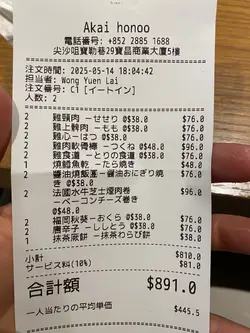 Akai honoo
電話番号: +852 2885 1688
尖沙咀寶勒巷29寶品商業大廈5樓
注文時間: 2025-05-14 18:04:42
担当者: Wong Yuen Lai
注文番号: C1 [イートイン]
人数: 2
2 雞頸肉 ーせせり @$38.0 $76.0
2 雞上髀肉 ーもも @$38.0 $76.0
2 雞心ーはつ @$38.0 $76.0
2 雞肉軟骨棒 ーつくね @$48.0 $96.0
2 雞食道 ーとりの食道 @$38.0 $76.0
1 燒鱈魚乾 ーたら焼き $48.0
2 醬油燒飯團ー醤油おにぎり焼き @$38.0 $76.0
2 法國水牛芝士煙肉卷 $96.0
ーベーコンチーズ巻き
@$48.0
2 福岡秋葵ーおくら @$38.0 $76.0
2 唐辛子 ーししとう @$38.0 $76.0
1 抹茶蕨餅 ー抹茶わらび餅 $38.0
小計 $810.0
サービス料(10%) $81.0
合計額 $891.0
一人当たりの平均単価 $445.5